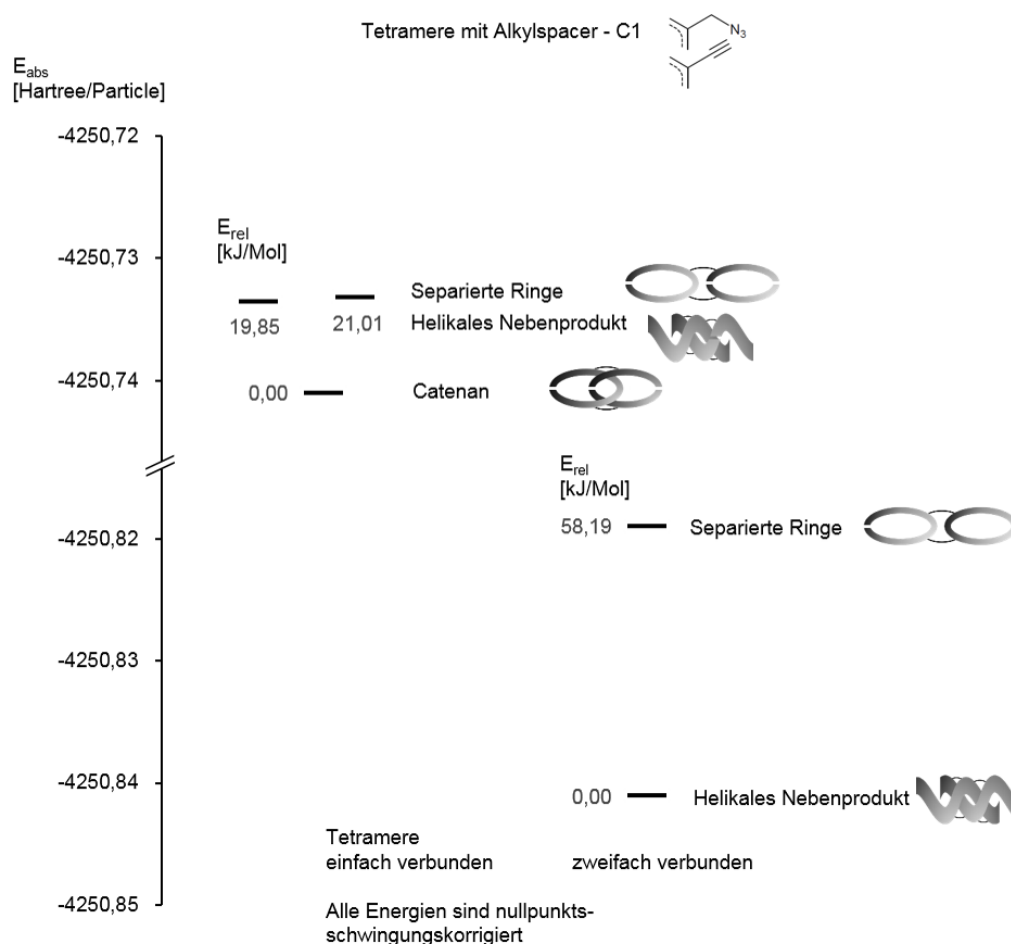 Tetramere mit Alkylspacer - C1
N3
Eabs
[Hartree/Particle]
-4250,72
Erel
[kJ/Mol]
-4250,73
Separierte Ringe
19,85 21,01 Helikales Nebenprodukt
-4250,74
0,00 Catenan
Erel
[kJ/Mol]
58,19 Separierte Ringe
-4250,82
-4250,83
-4250,84
0,00 Helikales Nebenprodukt
Tetramere
einfach verbunden zweifach verbunden
-4250,85
Alle Energien sind nullpunkts-
schwingungskorrigiert